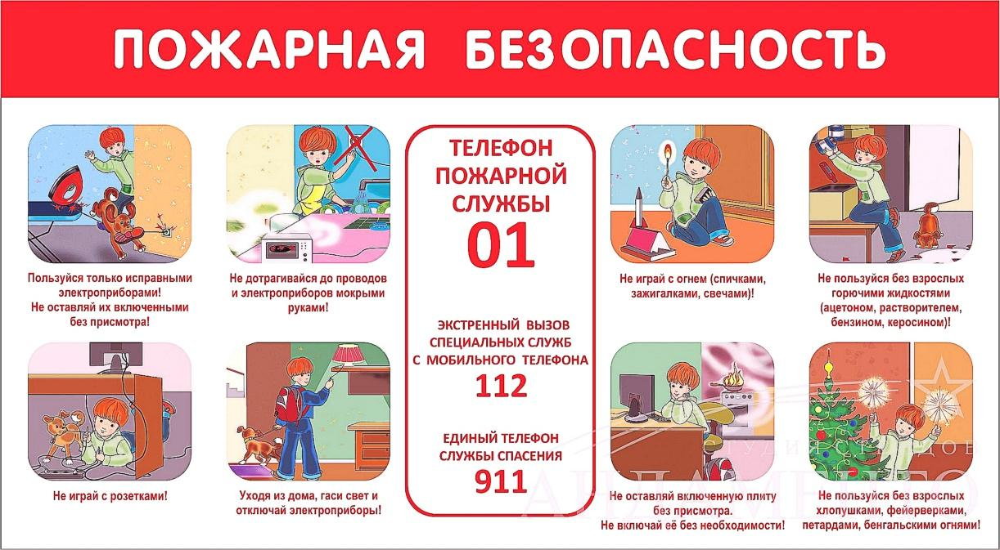 ПОЖАРНАЯ БЕЗОПАСНОСТЬ
Пользуйся только исправными
электроприборами!
Не оставляй их включенными
без присмотра!
Не дотрагивайся до проводов
и электроприборов мокрыми
руками!
ТЕЛЕФОН
ПОЖАРНОЙ
СЛУЖБЫ
01
ЭКСТРЕННЫЙ ВЫЗОВ
СПЕЦИАЛЬНЫХ СЛУЖБ
С МОБИЛЬНОГО ТЕЛЕФОНА
112
ЕДИНЫЙ ТЕЛЕФОН
СЛУЖБЫ СПАСЕНИЯ
911
Не играй с огнем (спичками,
зажигалками, свечами)!
Не пользуйся без взрослых
горючими жидкостями
(ацетоном, растворителем,
бензином, керосином)!
Не играй с розетками!
Уходя из дома, гаси свет и
отключай электроприборы!
Не оставляй включенную плиту
без присмотра.
Не включай её без необходимости!
Не пользуйся без взрослых
хлопушками, фейерверками,
петардами, бенгальскими огнями!
СТУДИЯ СТЕНДОВ